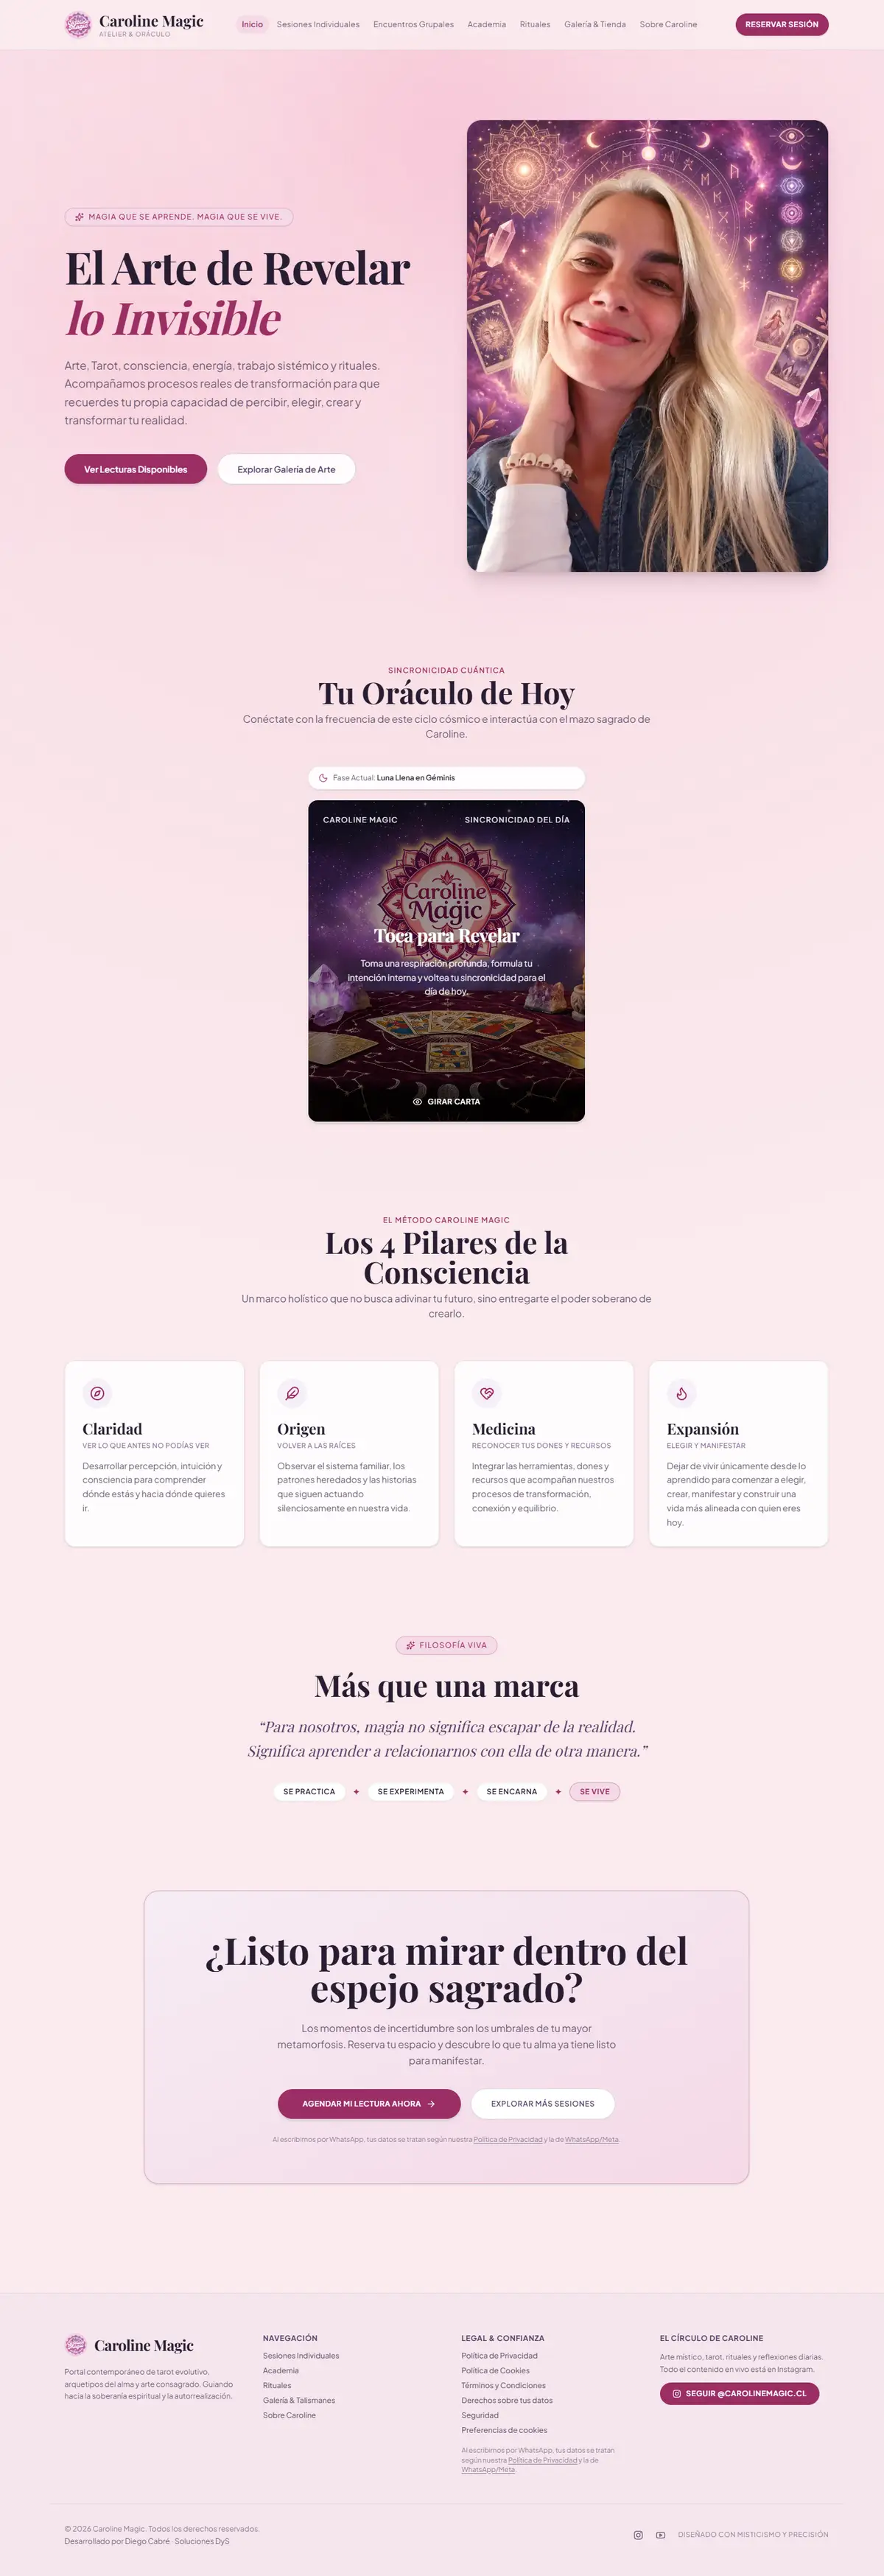 Caroline Magic
ATELIER & ORÁCULO
Inicio
Sesiones Individuales
Encuentros Grupales
Academia
Rituales
Galería & Tienda
Sobre Caroline
RESERVAR SESIÓN
MAGIA QUE SE APRENDE. MAGIA QUE SE VIVE.
El Arte de Revelar
lo Invisible
Arte, Tarot, consciencia, energía, trabajo sistémico y rituales.
Acompañamos procesos reales de transformación para que
recuerdes tu propia capacidad de percibir, elegir, crear y
transformar tu realidad.
Ver Lecturas Disponibles
Explorar Galería de Arte
SINCRONICIDAD CUÁNTICA
Tu Oráculo de Hoy
Conéctate con la frecuencia de este ciclo cósmico e interactúa con el mazo sagrado de
Caroline.
Fase Actual: Luna Llena en Géminis
CAROLINE MAGIC
SINCRONICIDAD DEL DÍA
Caroline
Magic
Toca para Revelar
Toma una respiración profunda, formula tu
intención interna y voltea tu sincronicidad para el
día de hoy.
GIRAR CARTA
EL MÉTODO CAROLINE MAGIC
Los 4 Pilares de la
Consciencia
Un marco holístico que no busca adivinar tu futuro, sino entregarte el poder soberano de
crearlo.
Claridad
VER LO QUE ANTES NO PODÍAS VER
Desarrollar percepción, intuición y
consciencia para comprender
dónde estás y hacia dónde quieres
ir.
Origen
VOLVER A LAS RAÍCES
Observar el sistema familiar, los
patrones heredados y las historias
que siguen actuando
silenciosamente en nuestra vida.
Medicina
RECONOCER TUS DONES Y RECURSOS
Integrar las herramientas, dones y
recursos que acompañan nuestros
procesos de transformación,
conexión y equilibrio.
Expansión
ELEGIR Y MANIFESTAR
Dejar de vivir únicamente desde lo
aprendido para comenzar a elegir,
crear, manifestar y construir una
vida más alineada con quien eres
hoy.
FILOSOFÍA VIVA
Más que una marca
“Para nosotros, magia no significa escapar de la realidad.
Significa aprender a relacionarnos con ella de otra manera.”
SE PRACTICA ✦ SE EXPERIMENTA ✦ SE ENCARNA ✦ SE VIVE
¿Listo para mirar dentro del
espejo sagrado?
Los momentos de incertidumbre son los umbrales de tu mayor
metamorfosis. Reserva tu espacio y descubre lo que tu alma ya tiene listo
para manifestar.
AGENDAR MI LECTURA AHORA
EXPLORAR MÁS SESIONES
Al escribirnos por WhatsApp, tus datos se tratan según nuestra Política de Privacidad y la de WhatsApp/Meta.
Caroline Magic
Portal contemporáneo de tarot evolutivo,
arquetipos del alma y arte consagrado. Guiando
hacia la soberanía espiritual y la autorrealización.
NAVEGACIÓN
Sesiones Individuales
Academia
Rituales
Galería & Talismanes
Sobre Caroline
LEGAL & CONFIANZA
Política de Privacidad
Política de Cookies
Términos y Condiciones
Derechos sobre tus datos
Seguridad
Preferencias de cookies
Al escribirnos por WhatsApp, tus datos se tratan
según nuestra Política de Privacidad y la de
WhatsApp/Meta.
EL CÍRCULO DE CAROLINE
Arte místico, tarot, rituales y reflexiones diarias.
Todo el contenido en vivo está en Instagram.
SEGUIR @CAROLINEMAGIC.CL
© 2026 Caroline Magic. Todos los derechos reservados.
Desarrollado por Diego Cabré · Soluciones DyS
DISEÑADO CON MISTICISMO Y PRECISIÓN